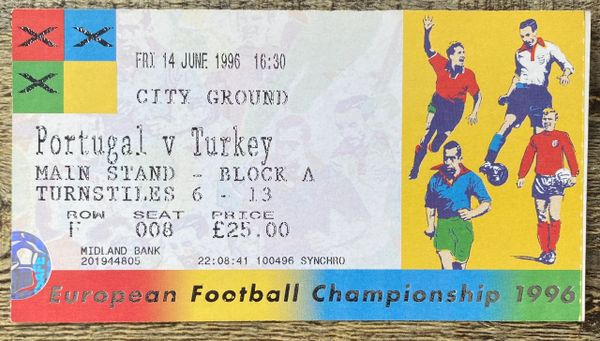 FRI 14 JUNE 1996 16:30
CITY GROUND
Portugal v Turkey
MAIN STAND - BLOCK A
TURNSTILES 6 - 13
ROW SEAT PRICE
F 008 £25.00
MIDLAND BANK
201944805 22:08:41 100496 SYNCHRO
European Football Championship 1996